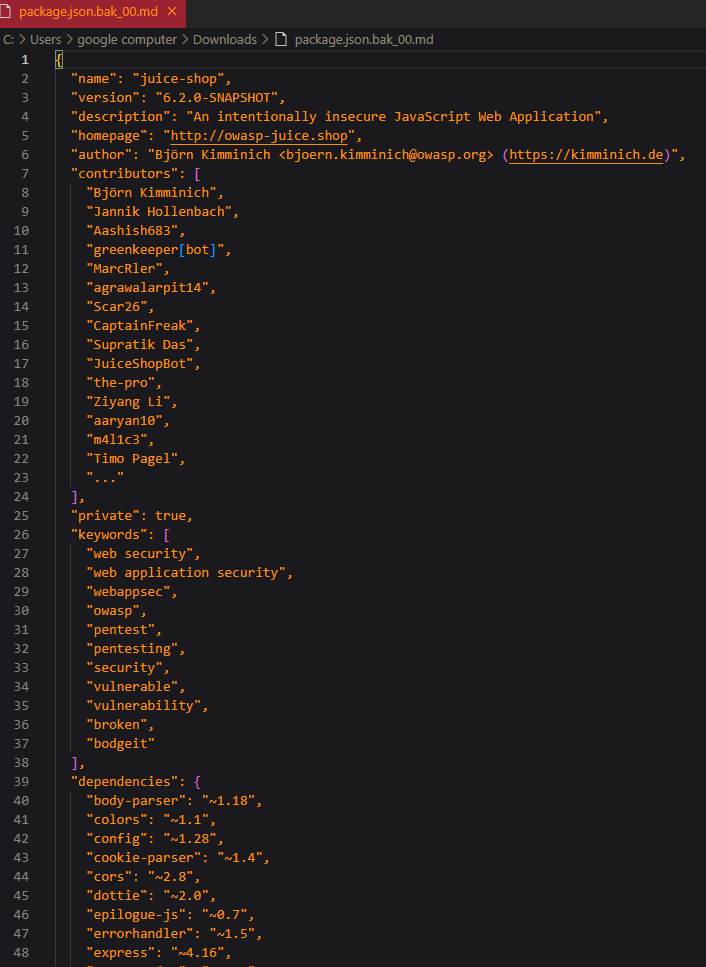 package.json.bak_00.md ×
C: > Users > google computer > Downloads > package.json.bak_00.md
1 {
2 "name": "juice-shop",
3 "version": "6.2.0-SNAPSHOT",
4 "description": "An intentionally insecure JavaScript Web Application",
5 "homepage": "http://owasp-juice.shop",
6 "author": "Björn Kimminich <bjoern.kimminich@owasp.org> (https://kimminich.de)",
7 "contributors": [
8 "Björn Kimminich",
9 "Jannik Hollenbach",
10 "Aashish683",
11 "greenkeeper[bot]",
12 "MarcRler",
13 "agrawalarpit14",
14 "Scar26",
15 "CaptainFreak",
16 "Supratik Das",
17 "JuiceShopBot",
18 "the-pro",
19 "Ziyang Li",
20 "aaryan10",
21 "m4l1c3",
22 "Timo Pagel",
23 "..."
24 ],
25 "private": true,
26 "keywords": [
27 "web security",
28 "web application security",
29 "webappsec",
30 "owasp",
31 "pentest",
32 "pentesting",
33 "security",
34 "vulnerable",
35 "vulnerability",
36 "broken",
37 "bodgeit"
38 ],
39 "dependencies": {
40 "body-parser": "~1.18",
41 "colors": "~1.1",
42 "config": "~1.28",
43 "cookie-parser": "~1.4",
44 "cors": "~2.8",
45 "dottie": "~2.0",
46 "epilogue-js": "~0.7",
47 "errorhandler": "~1.5",
48 "express": "~4.16",